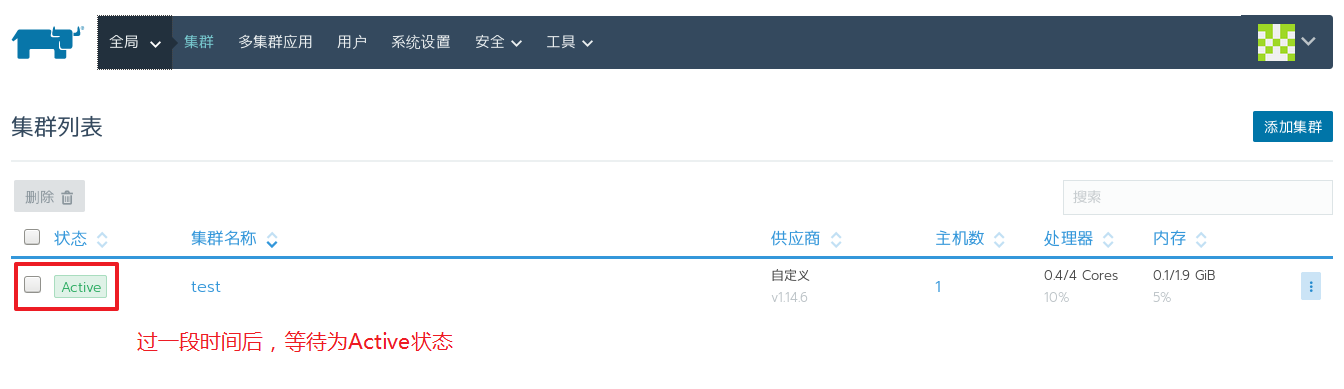 全局 集群 多集群应用 用户 系统设置 安全 工具
集群列表
添加集群
删除 搜索
状态 集群名称 供应商 主机数 处理器 内存
Active test 自定义 1 0.4/4 Cores 0.1/1.9 GiB
v1.14.6 10% 5%
过一段时间后，等待为Active状态